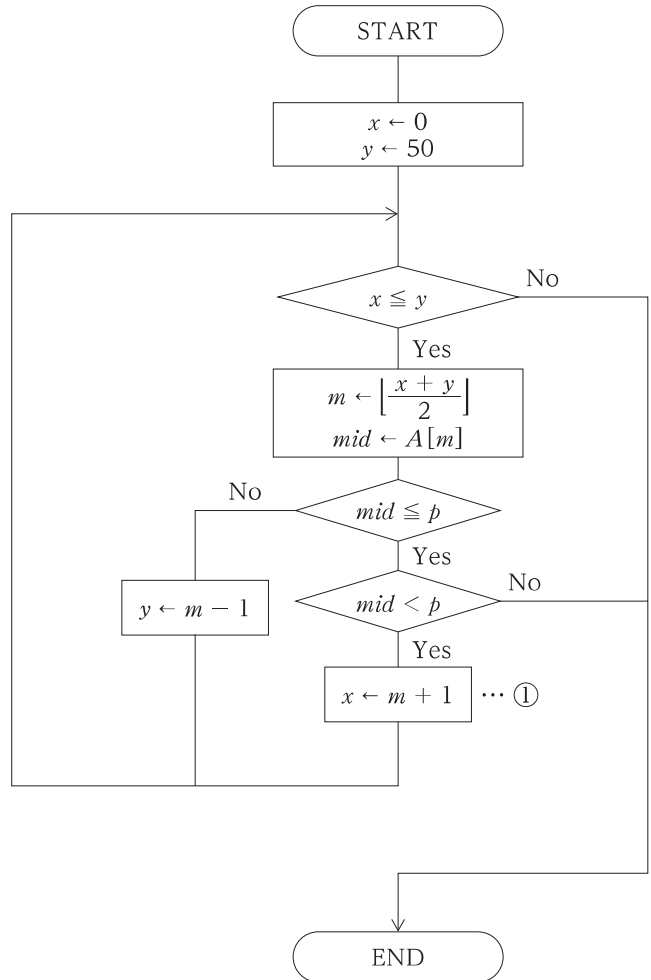 START
x ← 0
y ← 50
x ≦ y
No
Yes
m ← ⌊(x + y)/2⌋
mid ← A[m]
No
mid ≦ p
Yes
y ← m − 1
mid < p
No
Yes
x ← m + 1 … ①
END